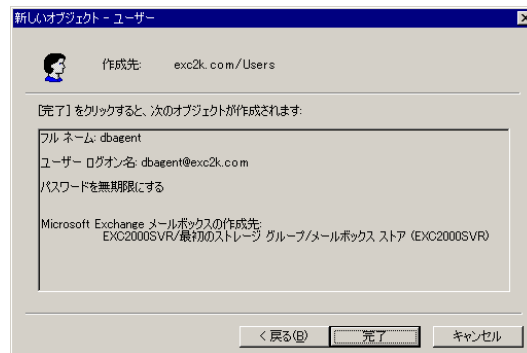 新しいオブジェクト - ユーザー
作成先: exc2k.com/Users
[完了] をクリックすると、次のオブジェクトが作成されます:
フル ネーム: dbagent
ユーザー ログオン名: dbagent@exc2k.com
パスワードを無期限にする
Microsoft Exchange メールボックスの作成先:
EXC2000SVR/最初のストレージ グループ/メールボックス ストア (EXC2000SVR)
< 戻る(B) 完了 キャンセル